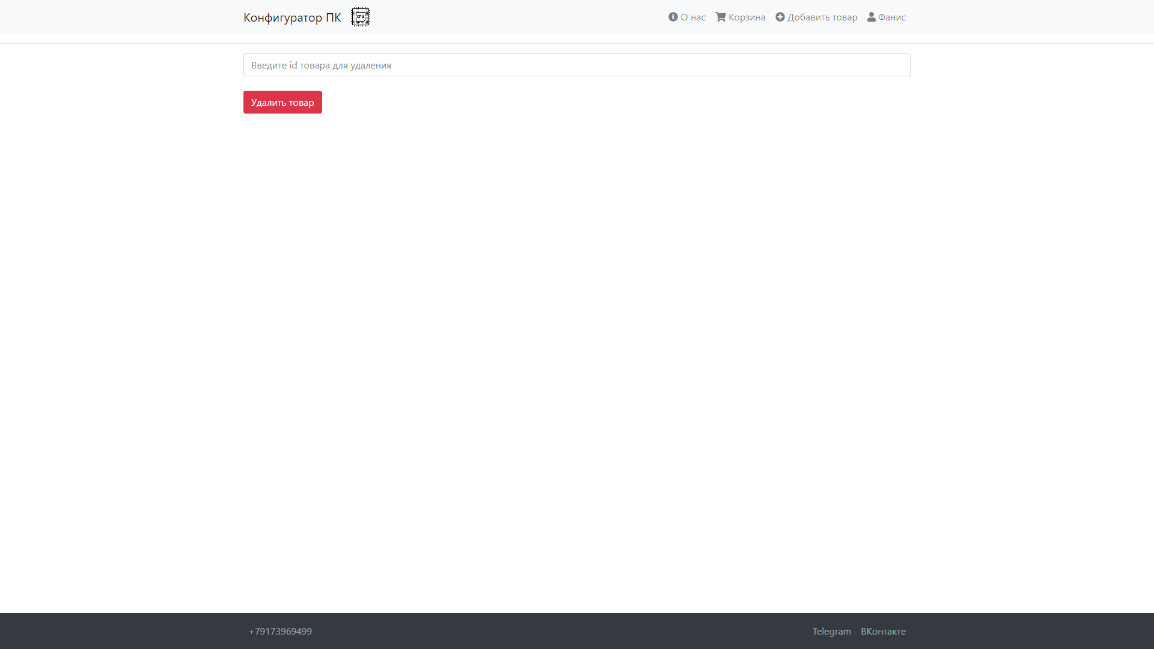 Конфигуратор ПК
О нас Корзина Добавить товар Фанис
Введите id товара для удаления
Удалить товар
+79173969499 Telegram ВКонтакте